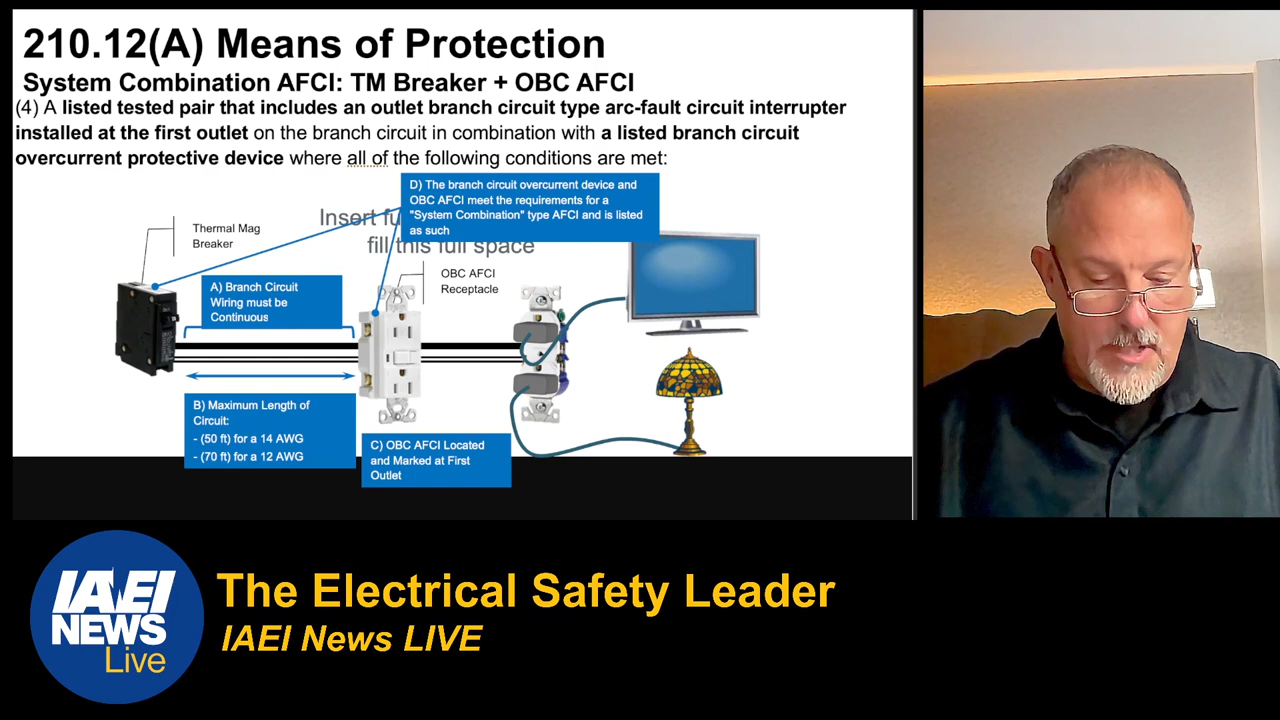 210.12(A) Means of Protection
System Combination AFCI: TM Breaker + OBC AFCI
(4) A listed tested pair that includes an outlet branch circuit type arc-fault circuit interrupter
installed at the first outlet on the branch circuit in combination with a listed branch circuit
overcurrent protective device where all of the following conditions are met:
D) The branch circuit overcurrent device and
OBC AFCI meet the requirements for a
"System Combination" type AFCI and is listed
as such
Insert fu
fill this full space
Thermal Mag
Breaker
OBC AFCI
Receptacle
A) Branch Circuit
Wiring must be
Continuous
B) Maximum Length of
Circuit:
- (50 ft) for a 14 AWG
- (70 ft) for a 12 AWG
C) OBC AFCI Located
and Marked at First
Outlet
IAEI
NEWS
Live
The Electrical Safety Leader
IAEI News LIVE